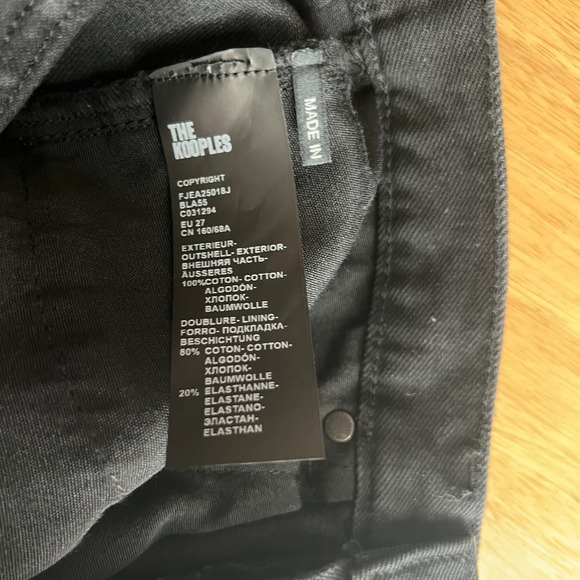 THE
KOOPLES
COPYRIGHT
FJEA25018J
BLA55
C031294
EU 27
CN 160/68A
EXTERIEUR-
OUTSHELL-EXTERIOR-
ВНЕШНЯЯ ЧАСТЬ-
ÄUSSERES
100%COTON-COTTON-
ALGODÓN-
ХЛОПОК-
BAUMWOLLE
DOUBLURE- LINING-
FORRO- ПОДКЛАДКА-
BESCHICHTUNG
80% COTON- COTTON-
ALGODÓN-
ХЛОПОК-
BAUMWOLLE
20% ELASTHANNE-
ELASTANE-
ELASTANO-
ЭЛАСТАН-
ELASTHAN
MADE IN